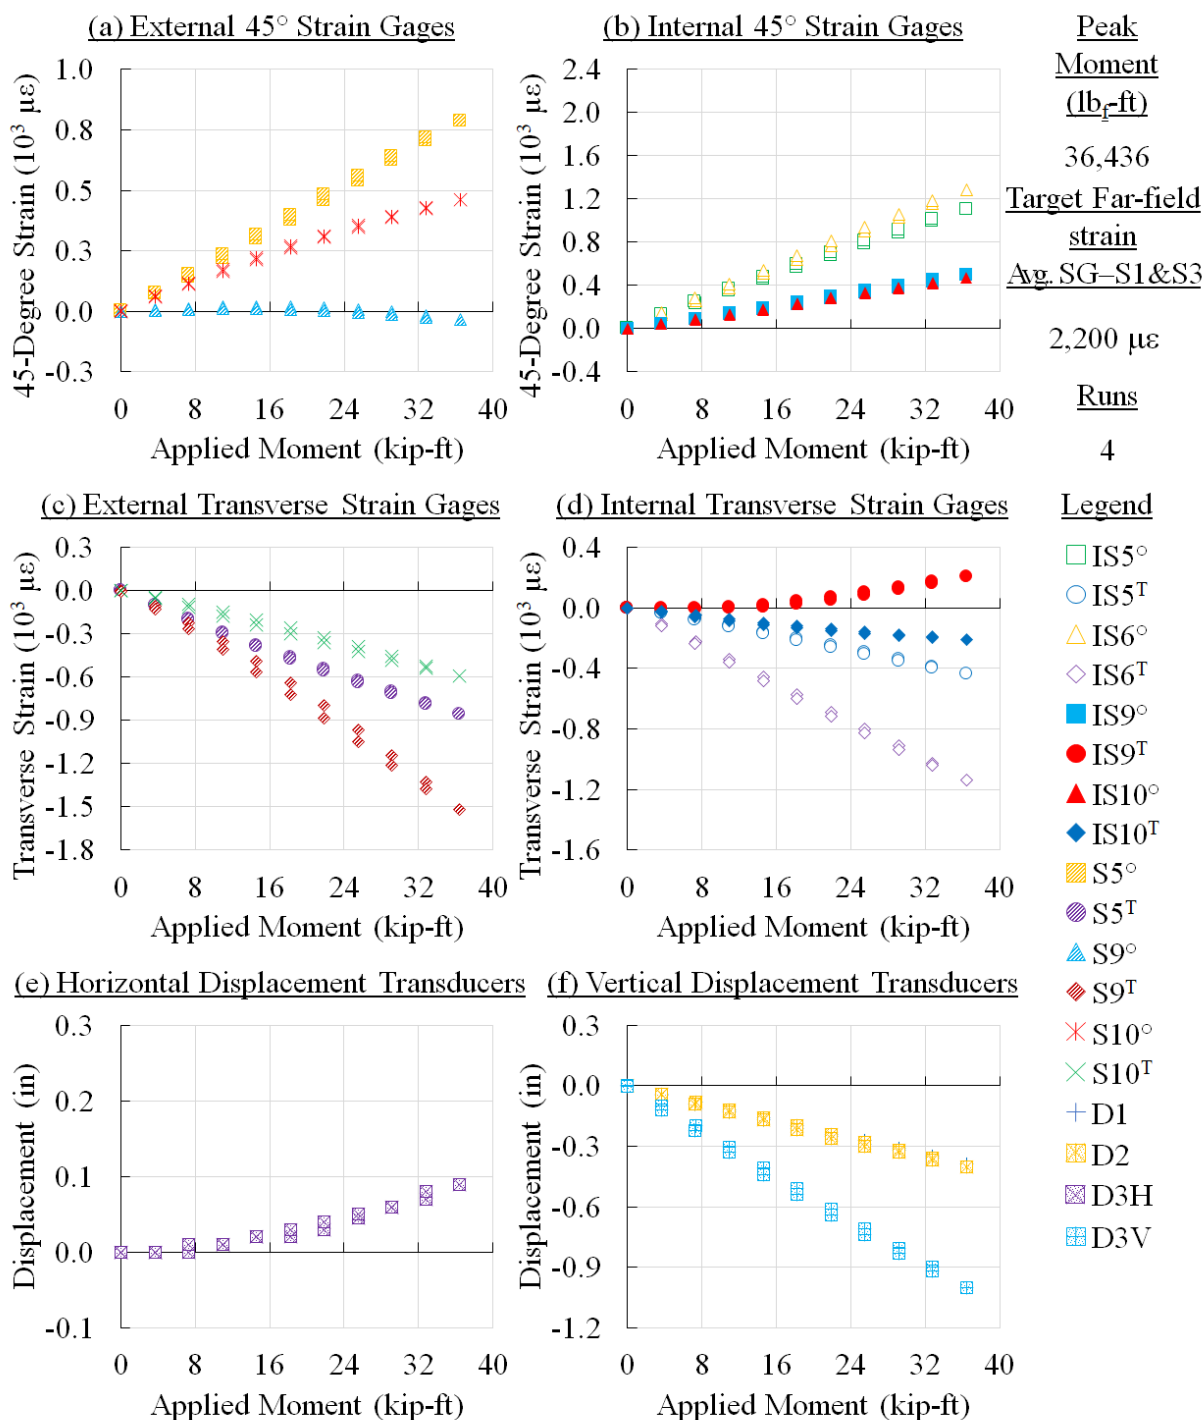 (a) External 45° Strain Gages
45-Degree Strain (10³ µε)
1.0
0.8
0.5
0.3
0.0
-0.3
0 8 16 24 32 40
Applied Moment (kip-ft)
(b) Internal 45° Strain Gages
45-Degree Strain (10³ µε)
2.4
2.0
1.6
1.2
0.8
0.4
0.0
-0.4
0 8 16 24 32 40
Applied Moment (kip-ft)
Peak
Moment
(lbf-ft)
36,436
Target Far-field
strain
Avg. SG–S1&S3
2,200 µε
Runs
4
(c) External Transverse Strain Gages
Transverse Strain (10³ µε)
0.3
0.0
-0.3
-0.6
-0.9
-1.2
-1.5
-1.8
0 8 16 24 32 40
Applied Moment (kip-ft)
(d) Internal Transverse Strain Gages
Transverse Strain (10³ µε)
0.4
0.0
-0.4
-0.8
-1.2
-1.6
0 8 16 24 32 40
Applied Moment (kip-ft)
(e) Horizontal Displacement Transducers
Displacement (in)
0.3
0.2
0.1
0.0
-0.1
0 8 16 24 32 40
Applied Moment (kip-ft)
(f) Vertical Displacement Transducers
Displacement (in)
0.3
0.0
-0.3
-0.6
-0.9
-1.2
0 8 16 24 32 40
Applied Moment (kip-ft)
Legend
IS5°
IS5ᵀ
IS6°
IS6ᵀ
IS9°
IS9ᵀ
IS10°
IS10ᵀ
S5°
S5ᵀ
S9°
S9ᵀ
S10°
S10ᵀ
D1
D2
D3H
D3V